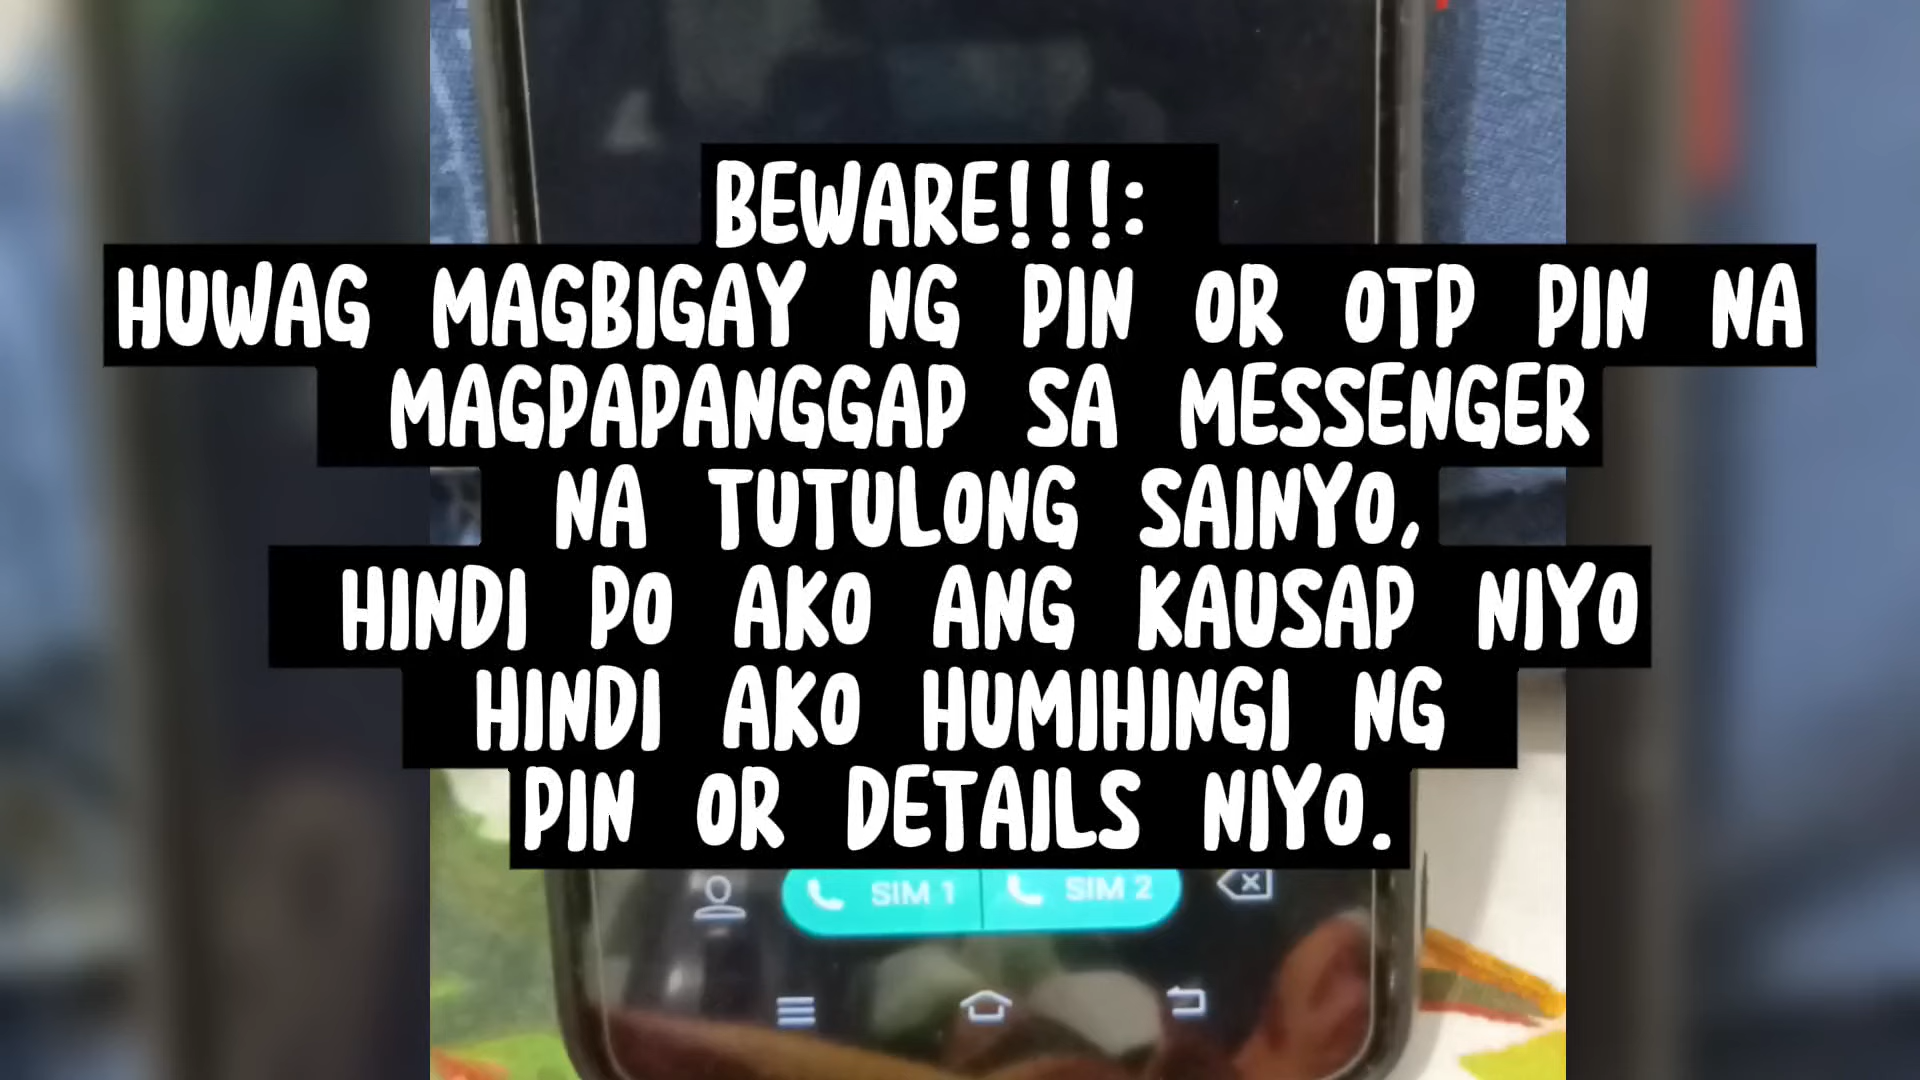 BEWARE!!!:
HUWAG MAGBIGAY NG PIN OR OTP PIN NA
MAGPAPANGGAP SA MESSENGER
NA TUTULONG SAINYO,
HINDI PO AKO ANG KAUSAP NIYO
HINDI AKO HUMIHINGI NG
PIN OR DETAILS NIYO.
SIM 1 SIM 2